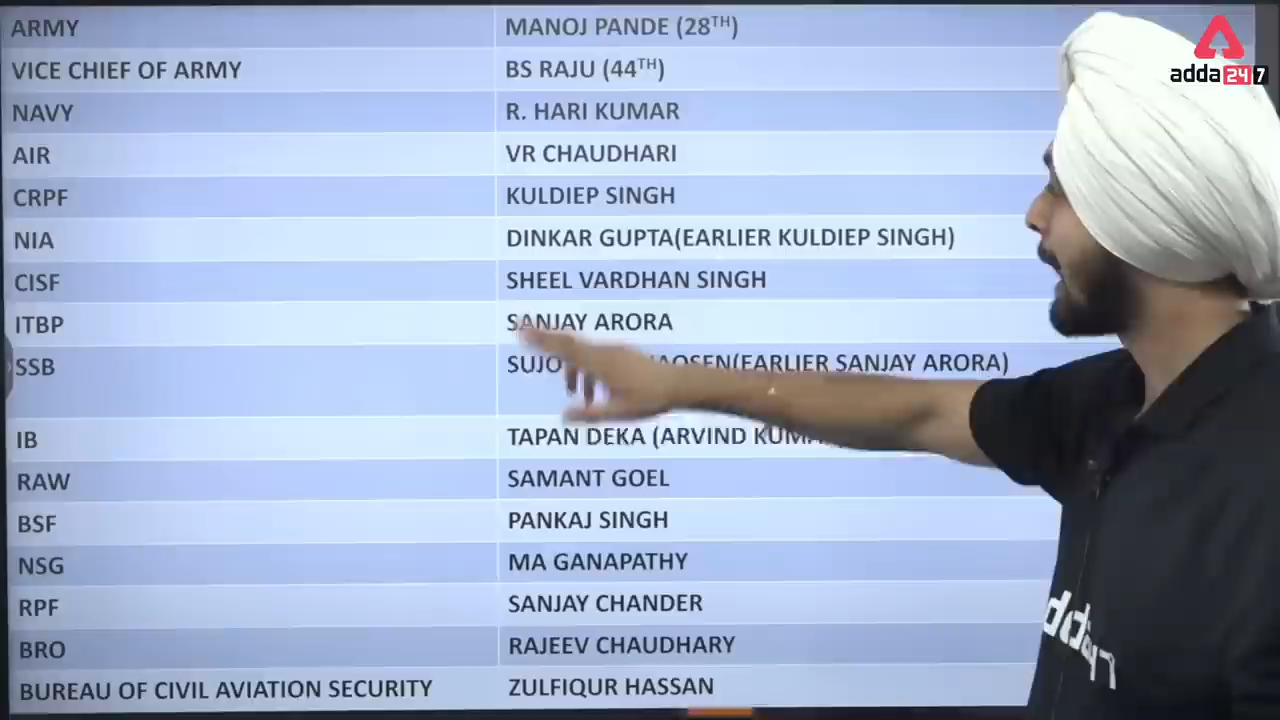 ARMY MANOJ PANDE (28TH)
VICE CHIEF OF ARMY BS RAJU (44TH)
NAVY R. HARI KUMAR
AIR VR CHAUDHARI
CRPF KULDIEP SINGH
NIA DINKAR GUPTA(EARLIER KULDIEP SINGH)
CISF SHEEL VARDHAN SINGH
ITBP SANJAY ARORA
SSB (EARLIER SANJAY ARORA)
IB TAPAN DEKA (ARVIND
RAW SAMANT GOEL
BSF PANKAJ SINGH
NSG MA GANAPATHY
RPF SANJAY CHANDER
BRO RAJEEV CHAUDHARY
BUREAU OF CIVIL AVIATION SECURITY ZULFIQUR HASSAN
adda247